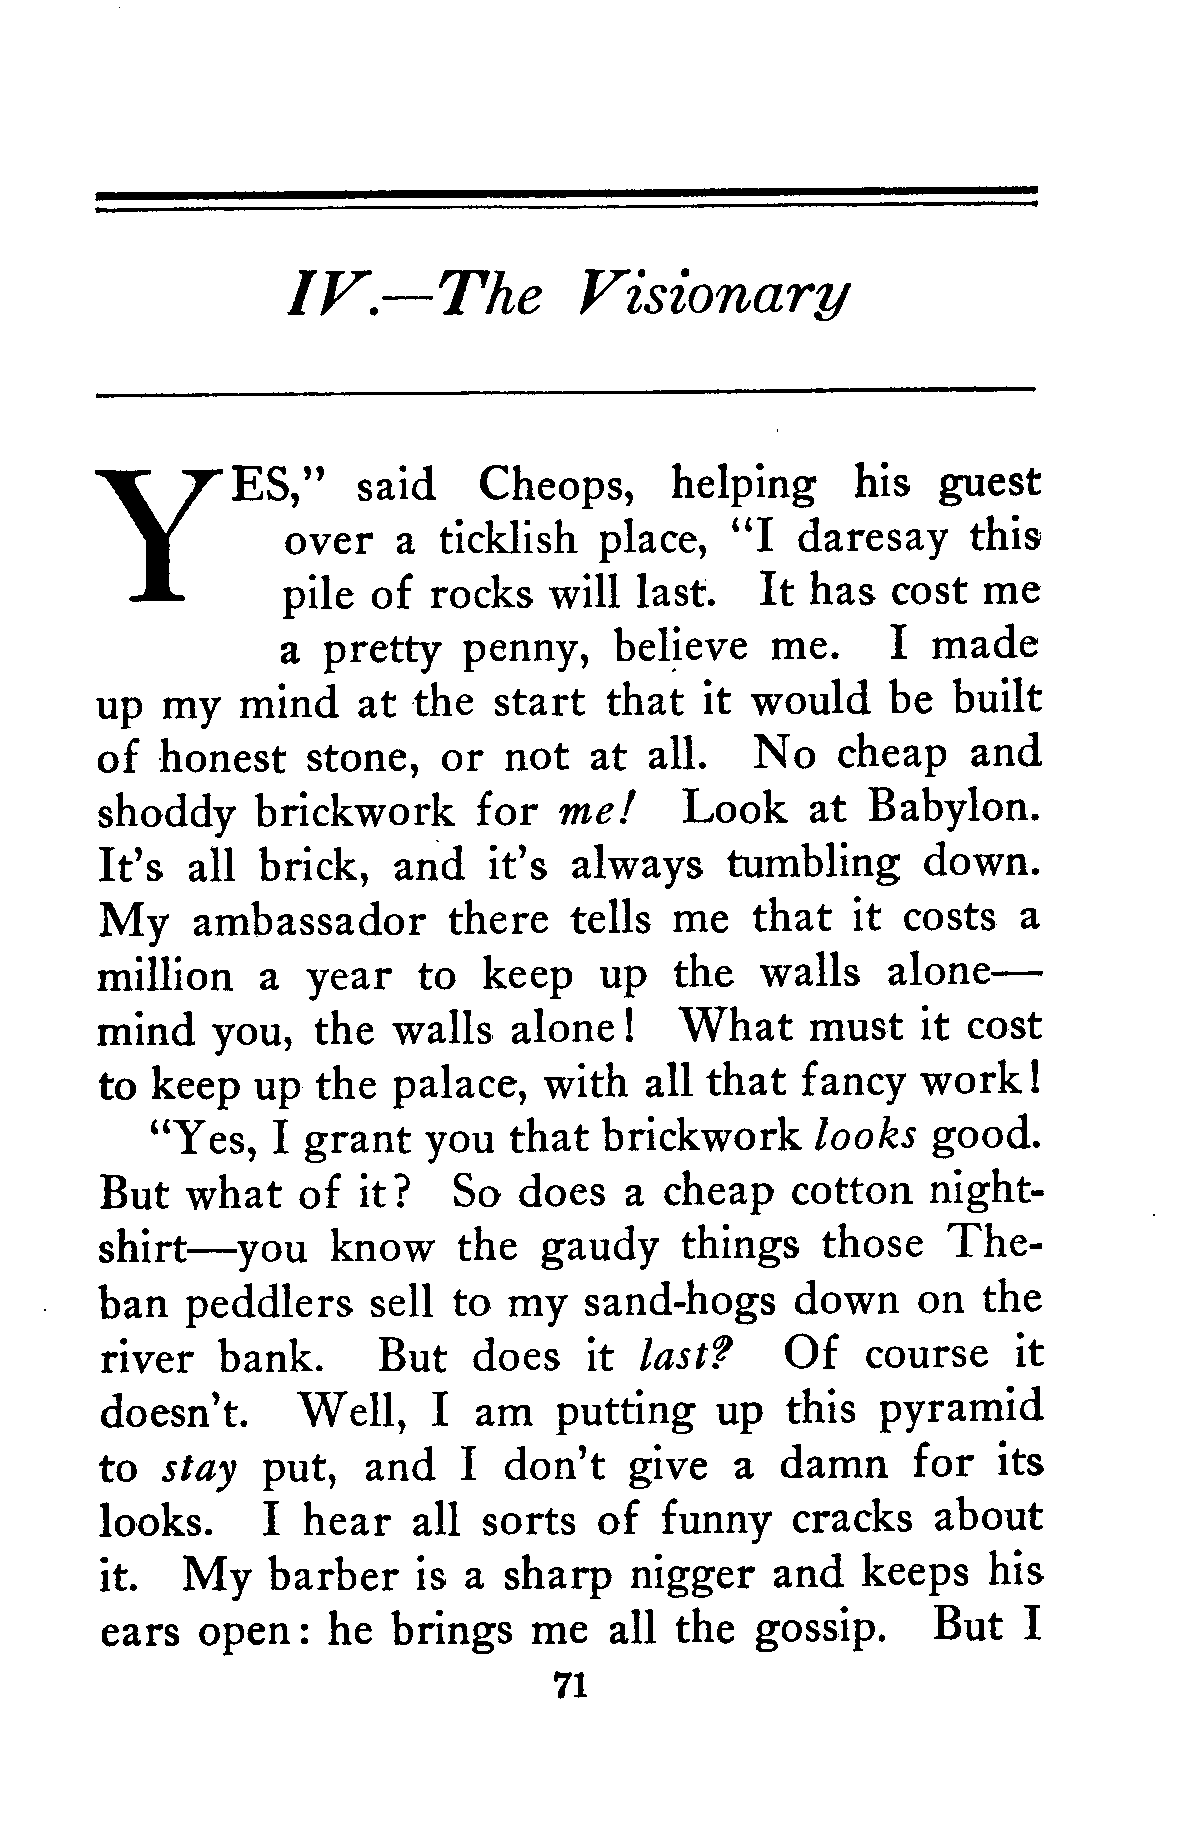 IV.—The Visionary
YES,” said Cheops, helping his guest
over a ticklish place, “I daresay this
pile of rocks will last. It has cost me
a pretty penny, believe me. I made
up my mind at the start that it would be built
of honest stone, or not at all. No cheap and
shoddy brickwork for me! Look at Babylon.
It’s all brick, and it’s always tumbling down.
My ambassador there tells me that it costs a
million a year to keep up the walls alone—
mind you, the walls alone! What must it cost
to keep up the palace, with all that fancy work!
“Yes, I grant you that brickwork looks good.
But what of it? So does a cheap cotton night-
shirt—you know the gaudy things those The-
ban peddlers sell to my sand-hogs down on the
river bank. But does it last? Of course it
doesn’t. Well, I am putting up this pyramid
to stay put, and I don’t give a damn for its
looks. I hear all sorts of funny cracks about
it. My barber is a sharp nigger and keeps his
ears open: he brings me all the gossip. But I
71